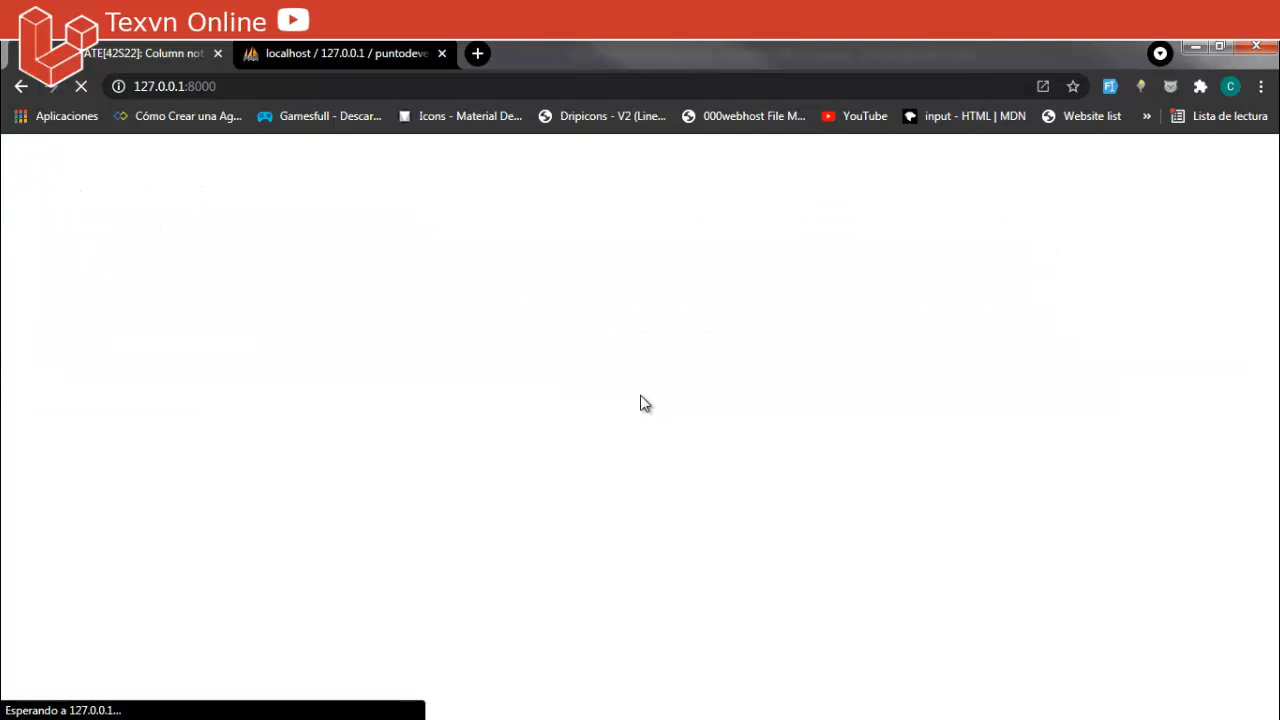 Texvn Online
ATE[42S22]: Column not
localhost / 127.0.0.1 / puntodeve
127.0.0.1:8000
Aplicaciones
Cómo Crear una Ag...
Gamesfull - Descar...
Icons - Material De...
Dripicons - V2 (Line...
000webhost File M...
YouTube
input - HTML | MDN
Website list
»
Lista de lectura
C
Esperando a 127.0.0.1...